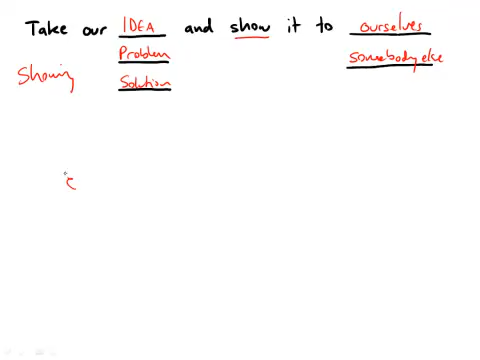 Take our IDEA and show it to ourselves
Problem somebody else
Showing Solution